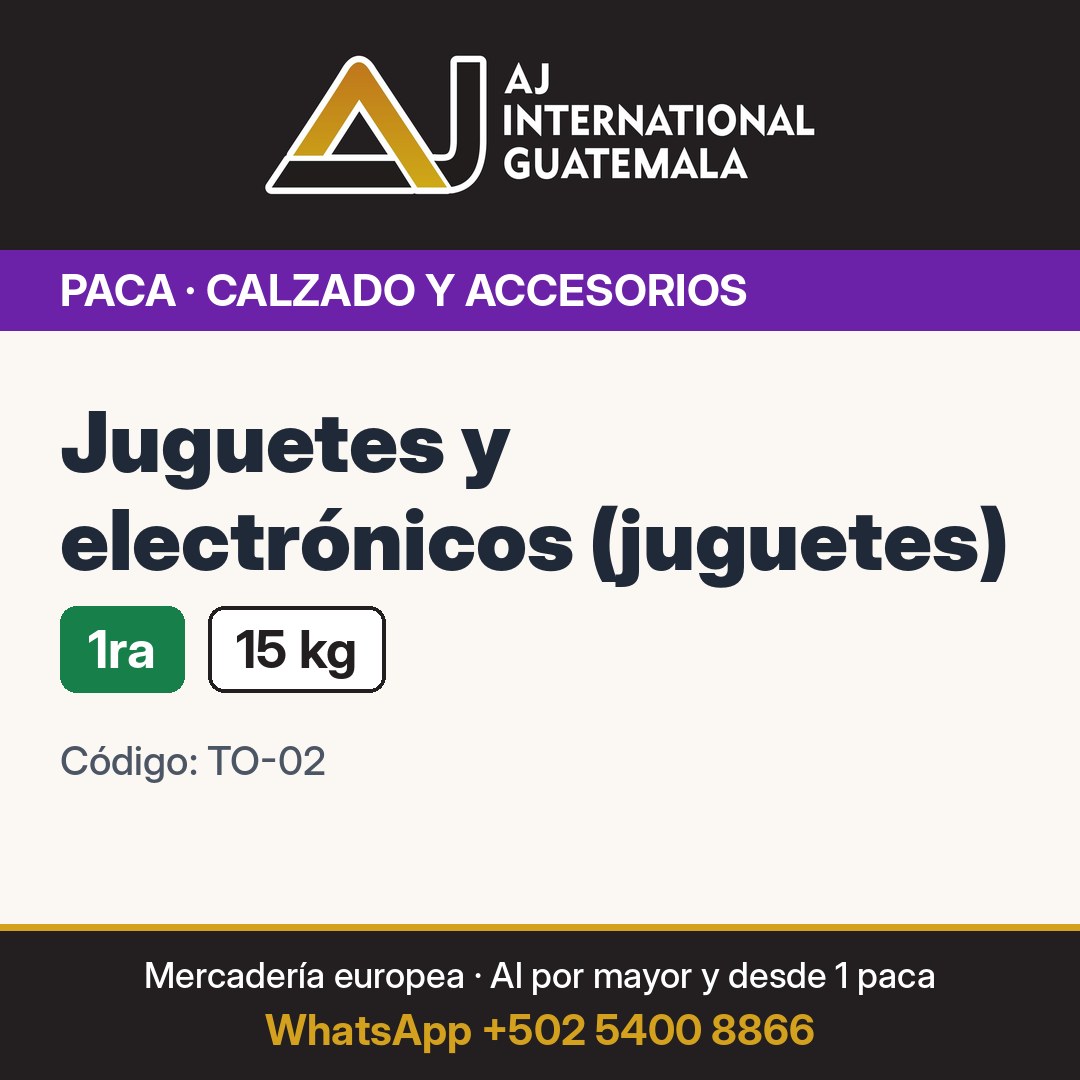 AJ
AJ
INTERNATIONAL
GUATEMALA
PACA · CALZADO Y ACCESORIOS
Juguetes y
electrónicos (juguetes)
1ra
15 kg
Código: TO-02
Mercadería europea · Al por mayor y desde 1 paca
WhatsApp +502 5400 8866